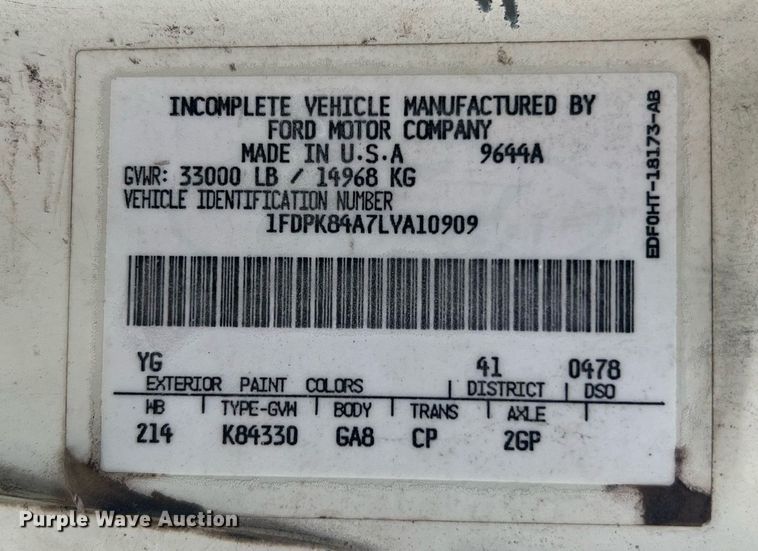 INCOMPLETE VEHICLE MANUFACTURED BY
FORD MOTOR COMPANY
MADE IN U.S.A 9644A
GVWR: 33000 LB / 14968 KG
VEHICLE IDENTIFICATION NUMBER
1FDPK84A7LVA10909
EDF0HT-18173-AB
YG 41 0478
EXTERIOR PAINT COLORS DISTRICT DSO
WB TYPE-GVW BODY TRANS AXLE
214 K84330 GA8 CP 2GP
Purple Wave Auction